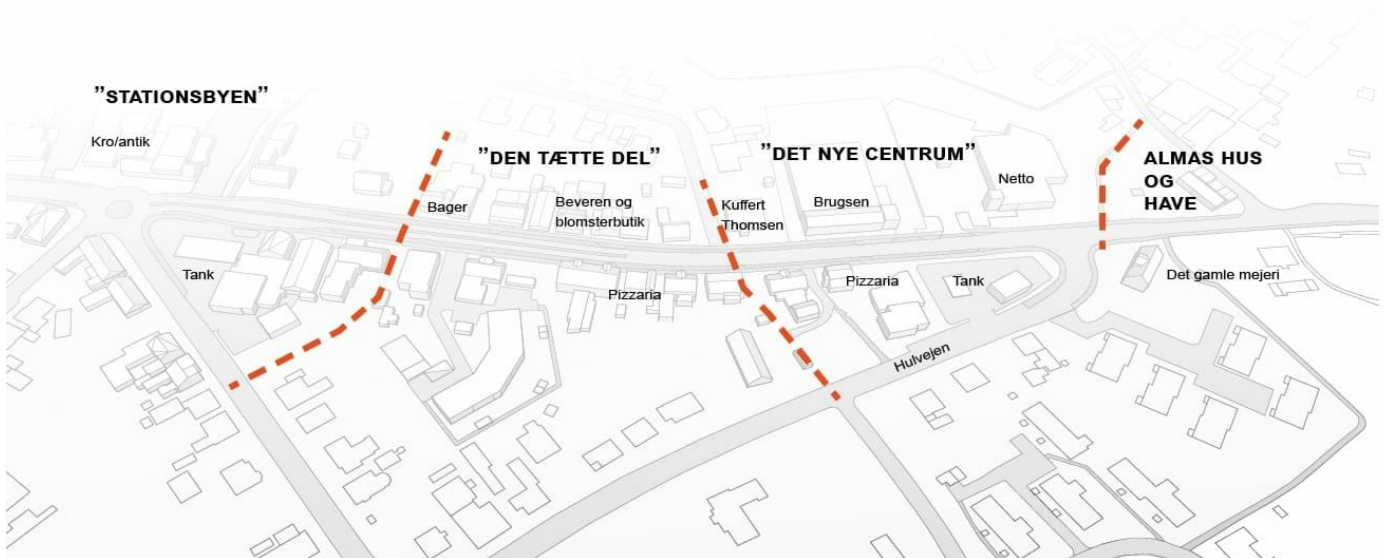 ”STATIONSBYEN”
Kro/antik
Tank
”DEN TÆTTE DEL”
Bager
Beveren og
blomsterbutik
Pizzaria
”DET NYE CENTRUM”
Kuffert
Thomsen
Brugsen
Netto
Pizzaria
Tank
Hulvejen
ALMAS HUS
OG
HAVE
Det gamle mejeri